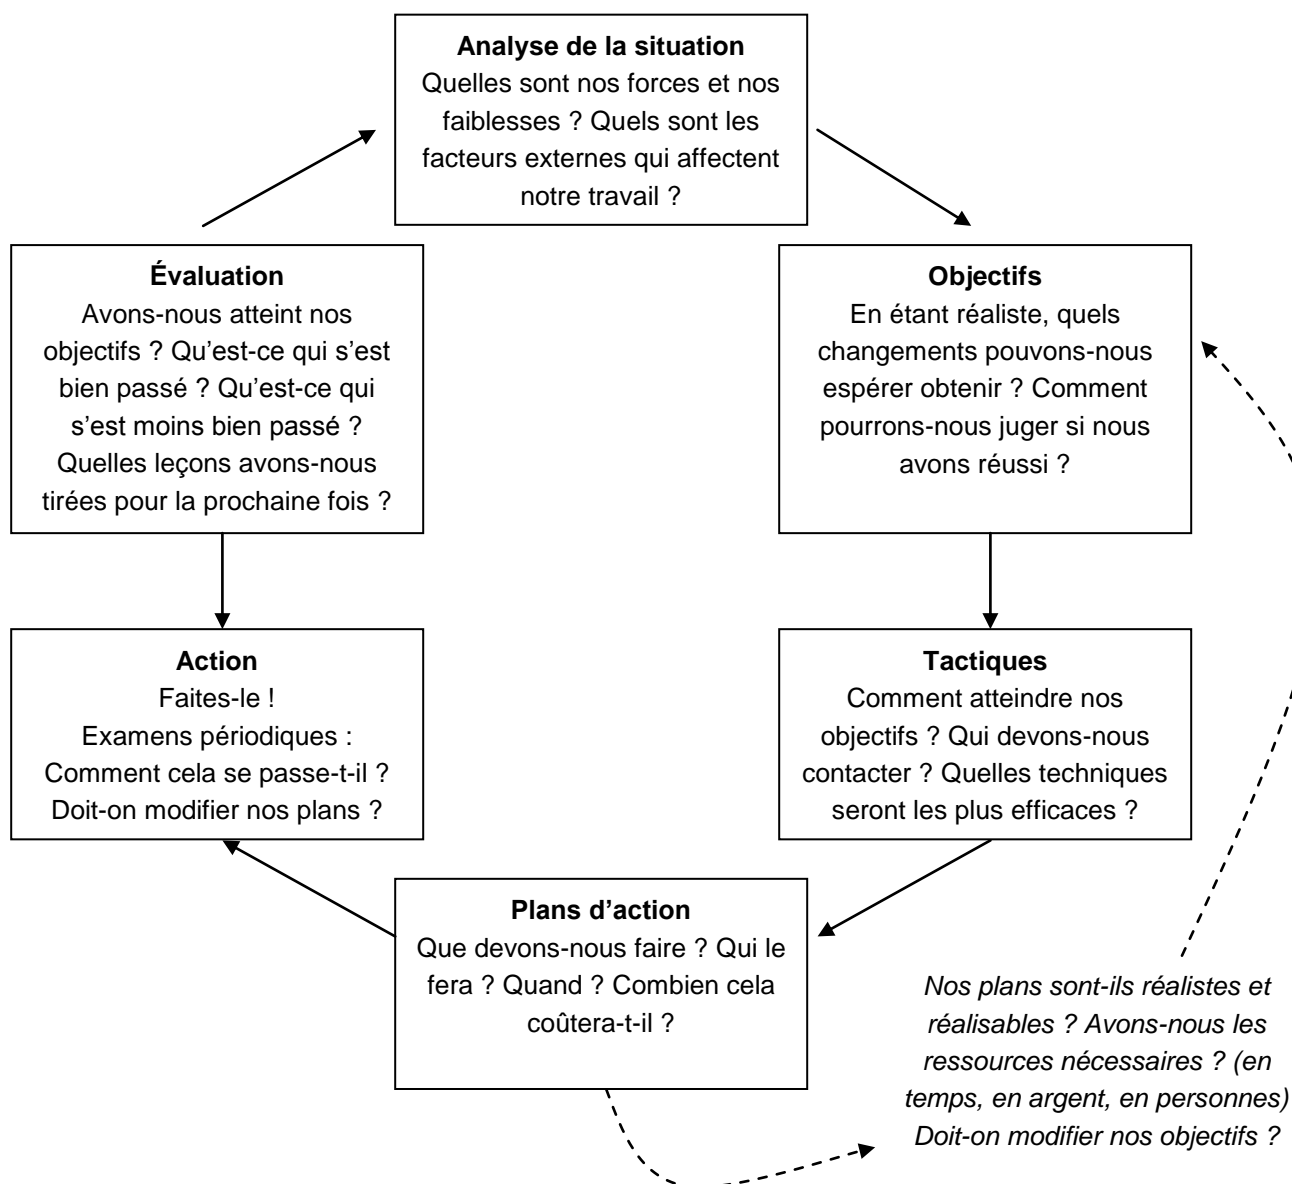 Analyse de la situation
Quelles sont nos forces et nos
faiblesses ? Quels sont les
facteurs externes qui affectent
notre travail ?
Évaluation
Avons-nous atteint nos
objectifs ? Qu’est-ce qui s’est
bien passé ? Qu’est-ce qui
s’est moins bien passé ?
Quelles leçons avons-nous
tirées pour la prochaine fois ?
Objectifs
En étant réaliste, quels
changements pouvons-nous
espérer obtenir ? Comment
pourrons-nous juger si nous
avons réussi ?
Action
Faites-le !
Examens périodiques :
Comment cela se passe-t-il ?
Doit-on modifier nos plans ?
Tactiques
Comment atteindre nos
objectifs ? Qui devons-nous
contacter ? Quelles techniques
seront les plus efficaces ?
Plans d’action
Que devons-nous faire ? Qui le
fera ? Quand ? Combien cela
coûtera-t-il ?
Nos plans sont-ils réalistes et
réalisables ? Avons-nous les
ressources nécessaires ? (en
temps, en argent, en personnes)
Doit-on modifier nos objectifs ?